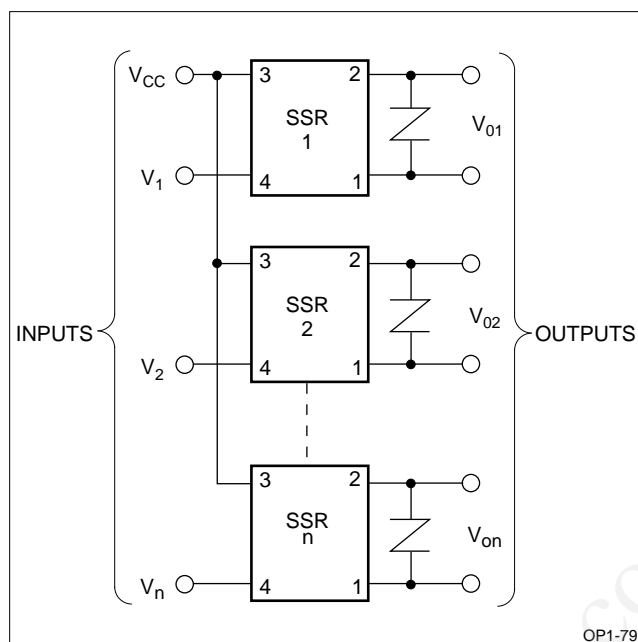 V_CC
3
2
SSR
1
V_01
V_1
4
1
3
2
SSR
2
V_02
INPUTS
OUTPUTS
V_2
4
1
3
2
SSR
n
V_on
V_n
4
1
OP1-79